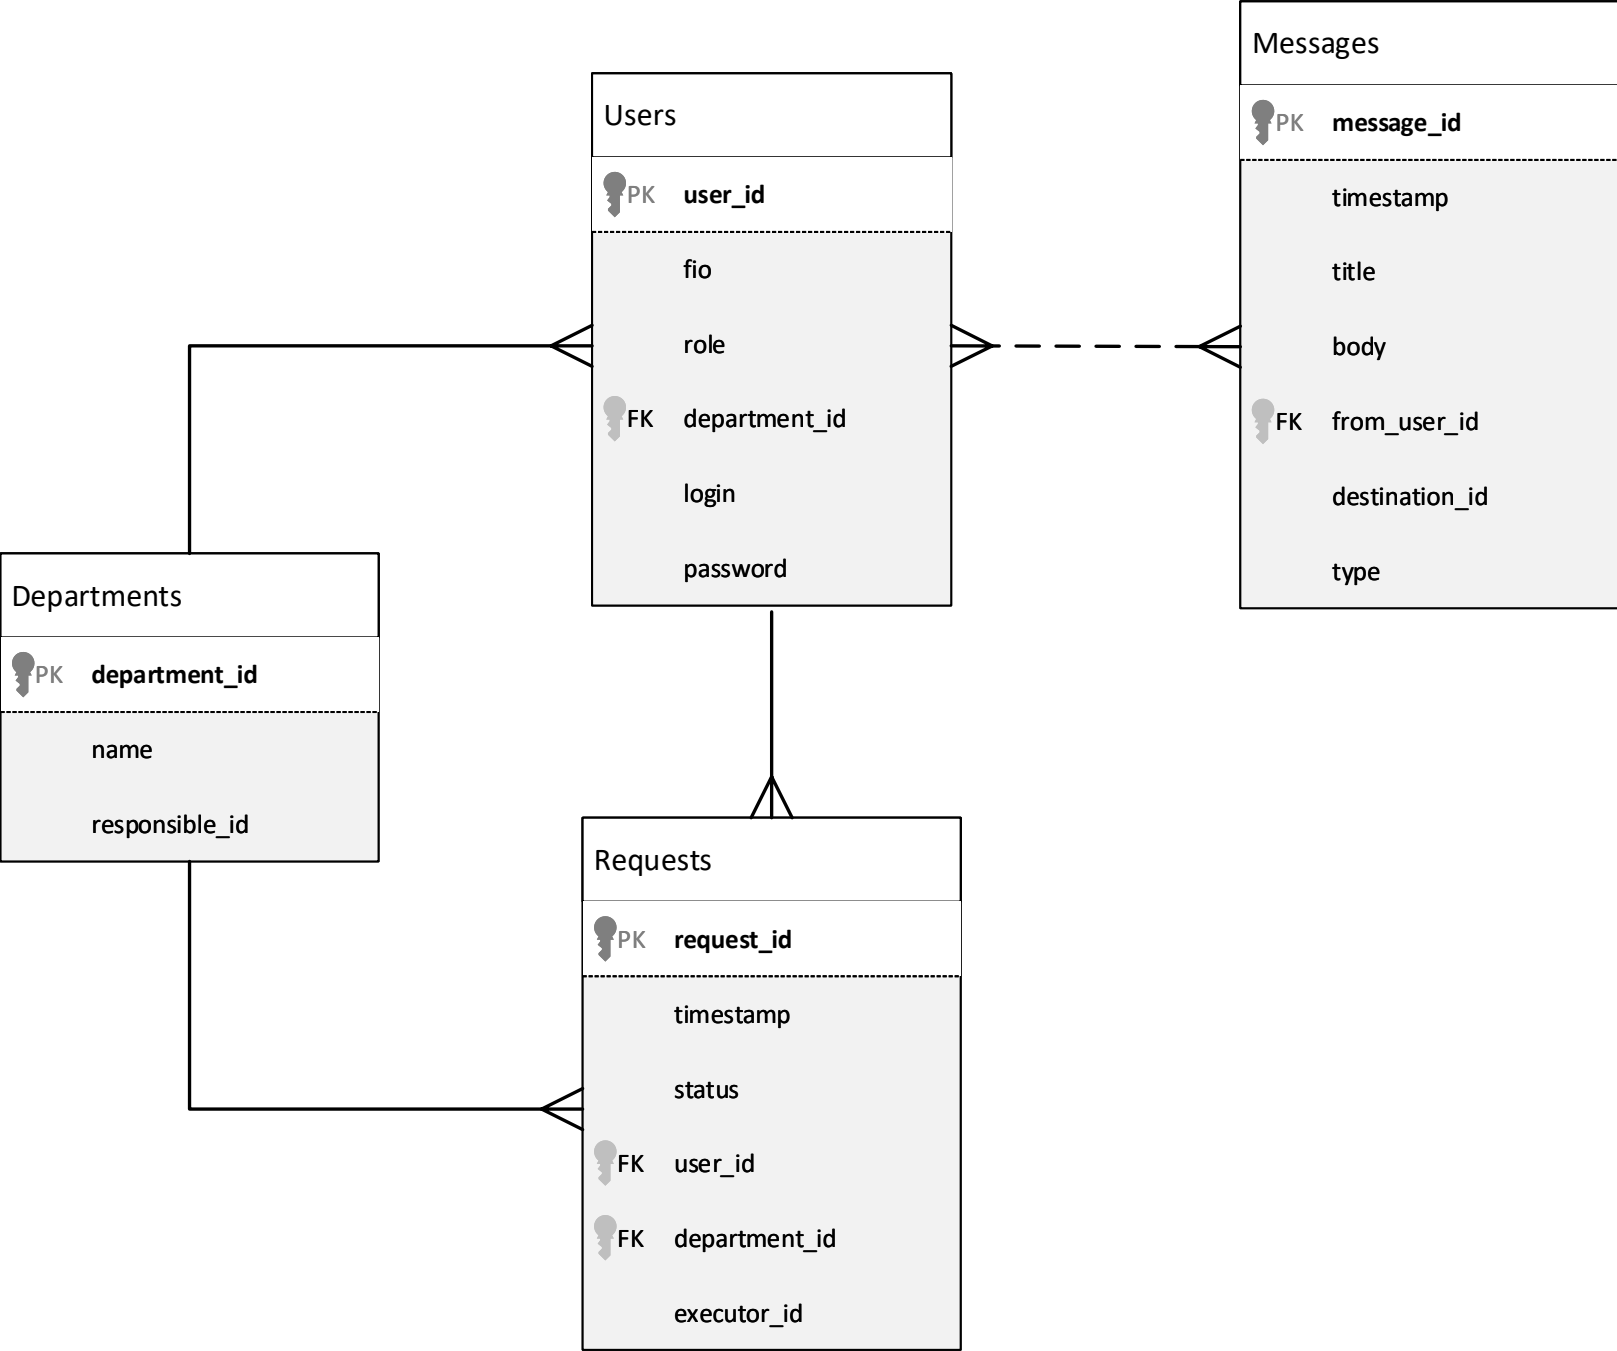 Messages
PK message_id
timestamp
title
body
FK from_user_id
destination_id
type
Users
PK user_id
fio
role
FK department_id
login
password
Departments
PK department_id
name
responsible_id
Requests
PK request_id
timestamp
status
FK user_id
FK department_id
executor_id